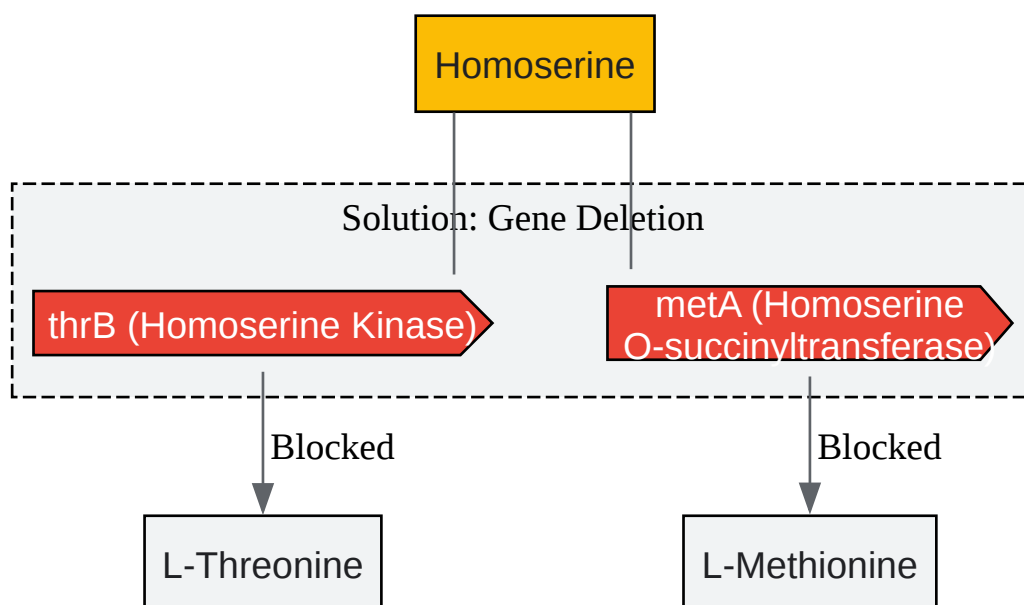 Homoserine
Solution: Gene Deletion
thrB (Homoserine Kinase)
metA (Homoserine
O-succinyltransferase)
Blocked
Blocked
L-Threonine
L-Methionine